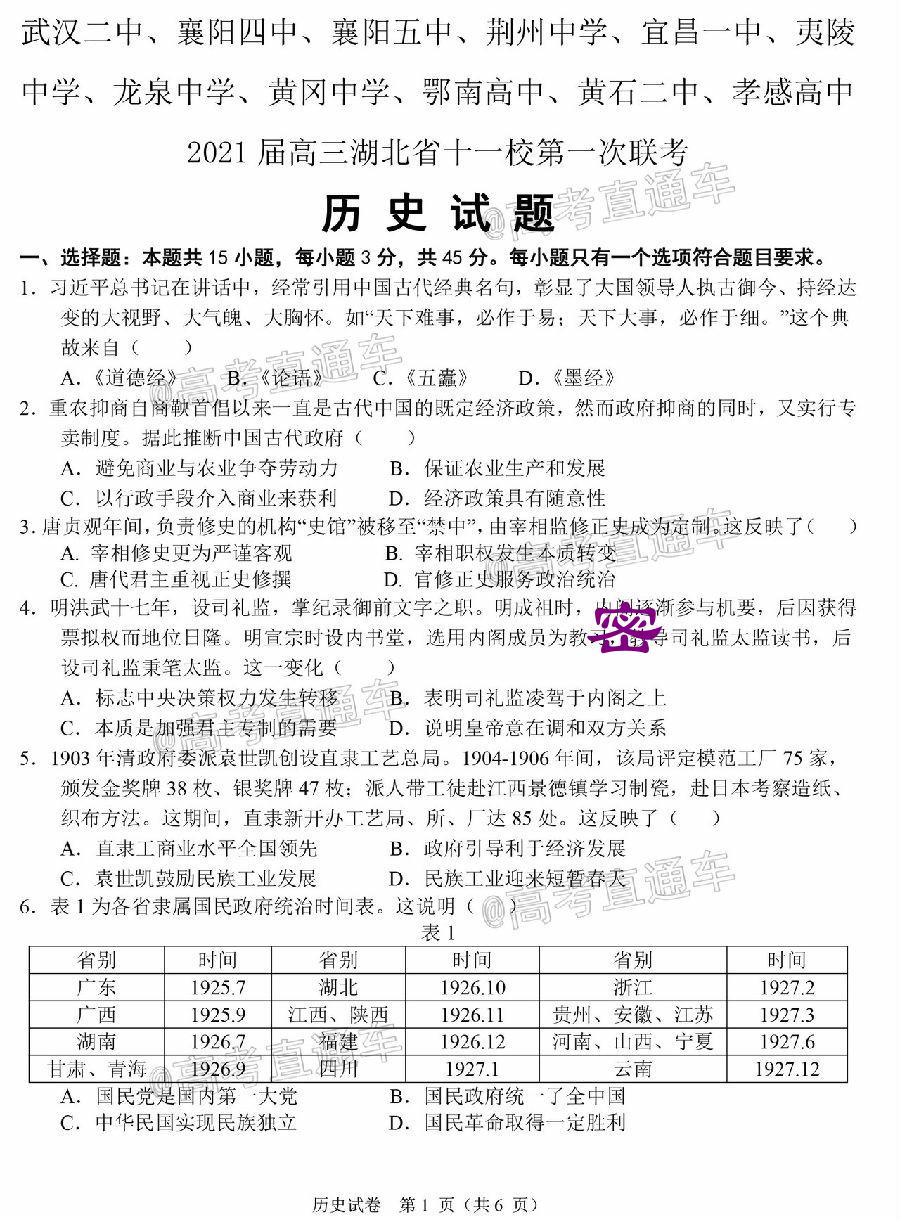 武汉二中、襄阳四中、襄阳五中、荆州中学、宜昌一中、夷陵
中学、龙泉中学、黄冈中学、鄂南高中、黄石二中、孝感高中
2021 届高三湖北省十一校第一次联考
历 史 试 题
@高考直通车
一、选择题：本题共 15 小题，每小题 3 分，共 45 分。每小题只有一个选项符合题目要求。
1．习近平总书记在讲话中，经常引用中国古代经典名句，彰显了大国领导人执古御今、持经达
变的大视野、大气魄、大胸怀。如“天下难事，必作于易；天下大事，必作于细。”这个典
故来自（　　）
@高考直通车
A．《道德经》 B．《论语》 C．《五蠹》 D．《墨经》
2．重农抑商自商鞅首倡以来一直是古代中国的既定经济政策，然而政府抑商的同时，又实行专
卖制度。据此推断中国古代政府（　　）
A．避免商业与农业争夺劳动力 B．保证农业生产和发展
C．以行政手段介入商业来获利 D．经济政策具有随意性
3. 唐贞观年间，负责修史的机构“史馆”被移至“禁中”，由宰相监修正史成为定制。这反映了（　　）
A. 宰相修史更为严谨客观 B. 宰相职权发生本质转变
@高考直通车
C. 唐代君主重视正史修撰 D. 官修正史服务政治统治
4．明洪武十七年，设司礼监，掌纪录御前文字之职。明成祖时，内阁逐渐参与机要，后因获得
票拟权而地位日隆。明宣宗时设内书堂，选用内阁成员为教习，教导司礼监太监读书，后
密
设司礼监秉笔太监。这一变化（　　）
A．标志中央决策权力发生转移 B．表明司礼监凌驾于内阁之上
C．本质是加强君主专制的需要 D．说明皇帝意在调和双方关系
@高考直通车
5．1903 年清政府委派袁世凯创设直隶工艺总局。1904-1906 年间，该局评定模范工厂 75 家，
颁发金奖牌 38 枚、银奖牌 47 枚；派人带工徒赴江西景德镇学习制瓷，赴日本考察造纸、
织布方法。这期间，直隶新开办工艺局、所、厂达 85 处。这反映了（　　）
A．直隶工商业水平全国领先 B．政府引导利于经济发展
C．袁世凯鼓励民族工业发展 D．民族工业迎来短暂春天
@高考直通车
6．表 1 为各省隶属国民政府统治时间表。这说明（　　）
表 1
省别 时间 省别 时间 省别 时间
广东 1925.7 湖北 1926.10 浙江 1927.2
广西 1925.9 江西、陕西 1926.11 贵州、安徽、江苏 1927.3
湖南 1926.7 福建 1926.12 河南、山西、宁夏 1927.6
甘肃、青海 1926.9 四川 1927.1 云南 1927.12
@高考直通车
A．国民党是国内第一大党 B．国民政府统一了全中国
C．中华民国实现民族独立 D．国民革命取得一定胜利
历史试卷 第 1 页（共 6 页）